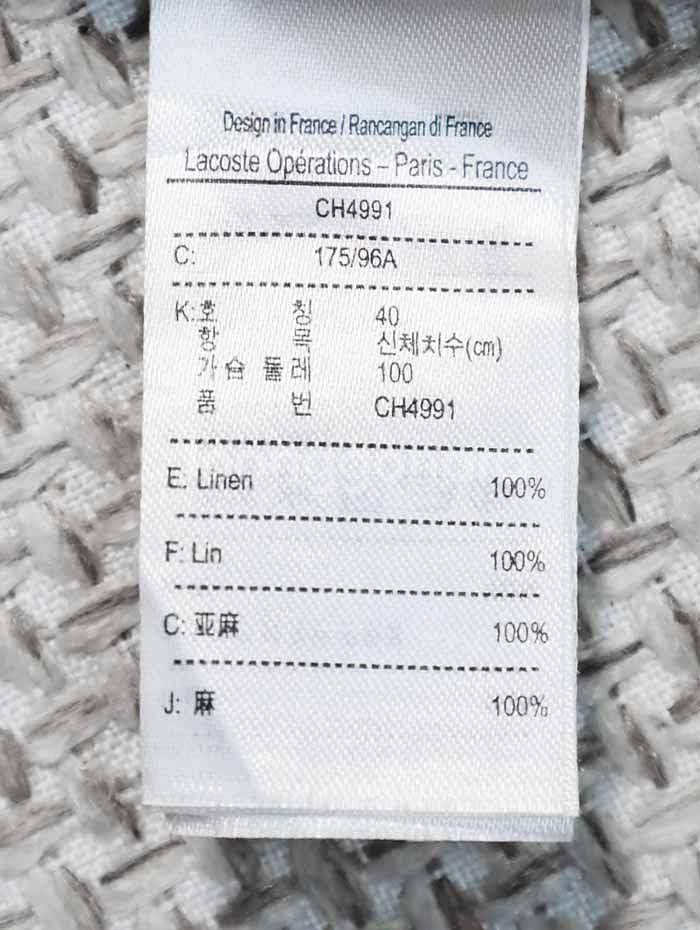 Design in France / Rancangan di France
Lacoste Opérations – Paris - France
CH4991
C: 175/96A
K:호 칭 40
항 목 신체치수(cm)
가슴둘레 100
품 번 CH4991
E: Linen 100%
F: Lin 100%
C: 亚麻 100%
J: 麻 100%